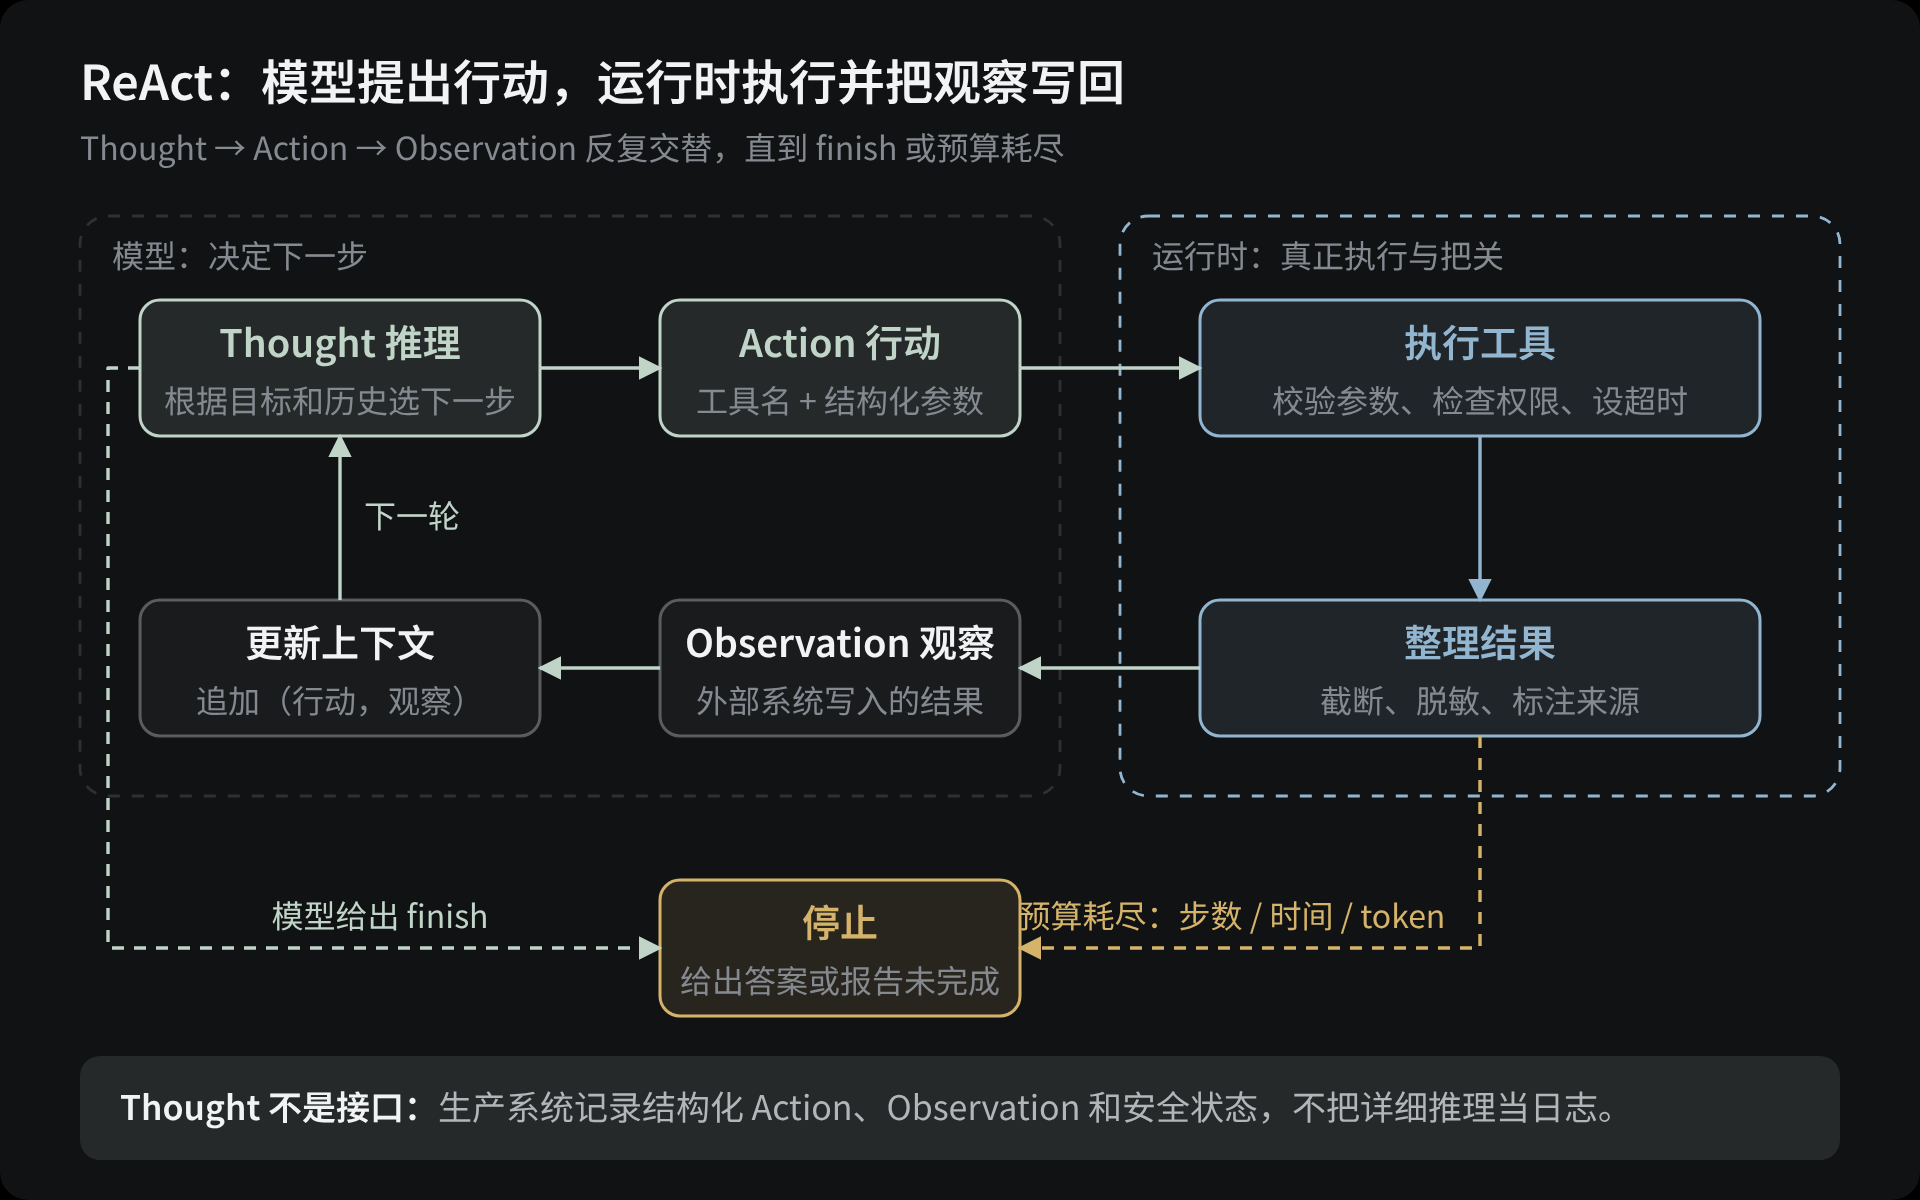 ReAct：模型提出行动，运行时执行并把观察写回
Thought → Action → Observation 反复交替，直到 finish 或预算耗尽
模型：决定下一步
运行时：真正执行与把关
Thought 推理
根据目标和历史选下一步
Action 行动
工具名 + 结构化参数
执行工具
校验参数、检查权限、设超时
下一轮
更新上下文
追加（行动，观察）
Observation 观察
外部系统写入的结果
整理结果
截断、脱敏、标注来源
模型给出 finish
停止
给出答案或报告未完成
预算耗尽：步数 / 时间 / token
Thought 不是接口：生产系统记录结构化 Action、Observation 和安全状态，不把详细推理当日志。